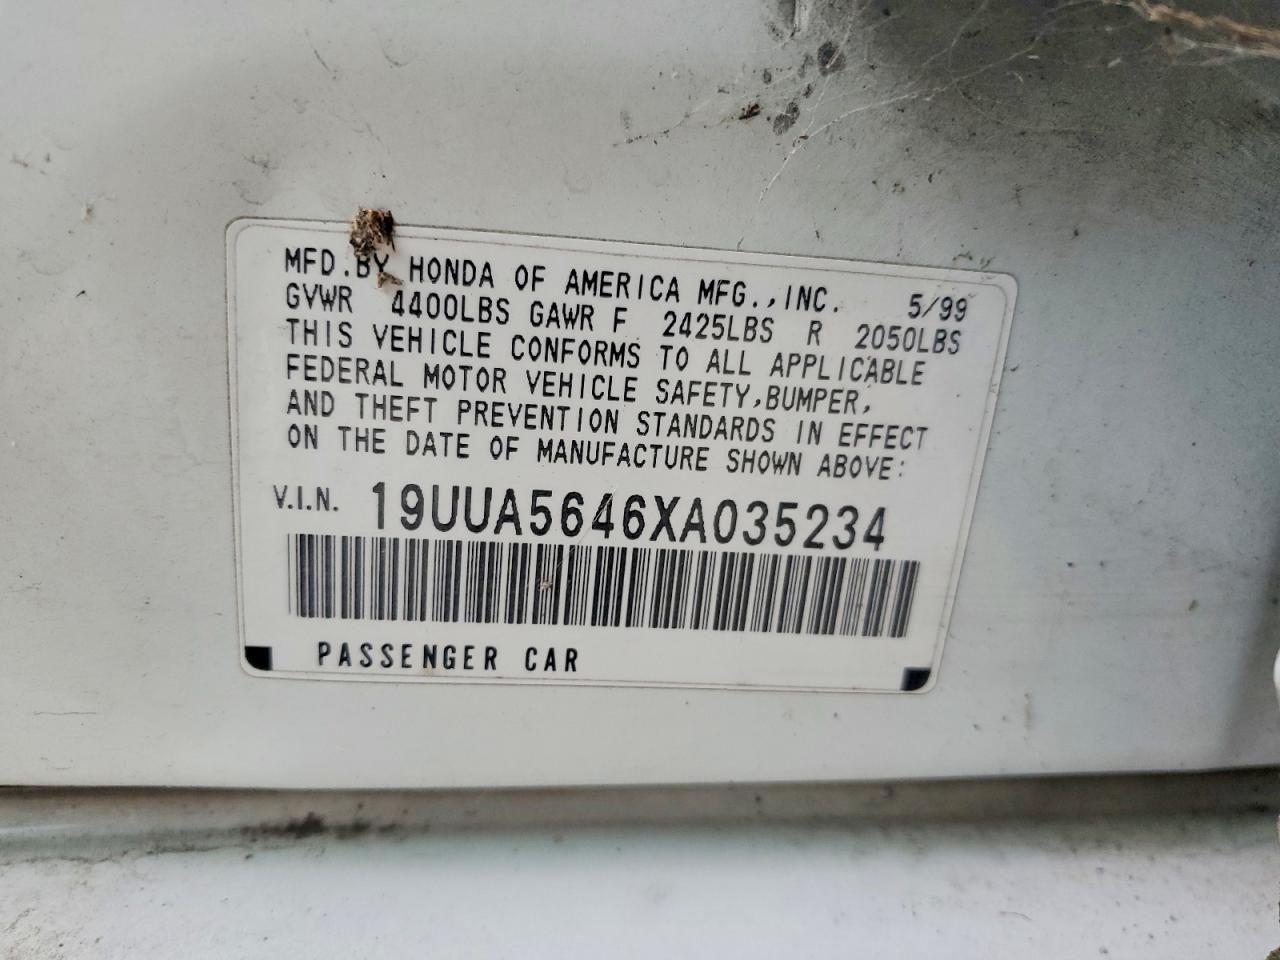 MFD.BY HONDA OF AMERICA MFG.,INC. 5/99
GVWR 4400LBS GAWR F 2425LBS R 2050LBS
THIS VEHICLE CONFORMS TO ALL APPLICABLE
FEDERAL MOTOR VEHICLE SAFETY,BUMPER,
AND THEFT PREVENTION STANDARDS IN EFFECT
ON THE DATE OF MANUFACTURE SHOWN ABOVE:
V.I.N. 19UUA5646XA035234
PASSENGER CAR